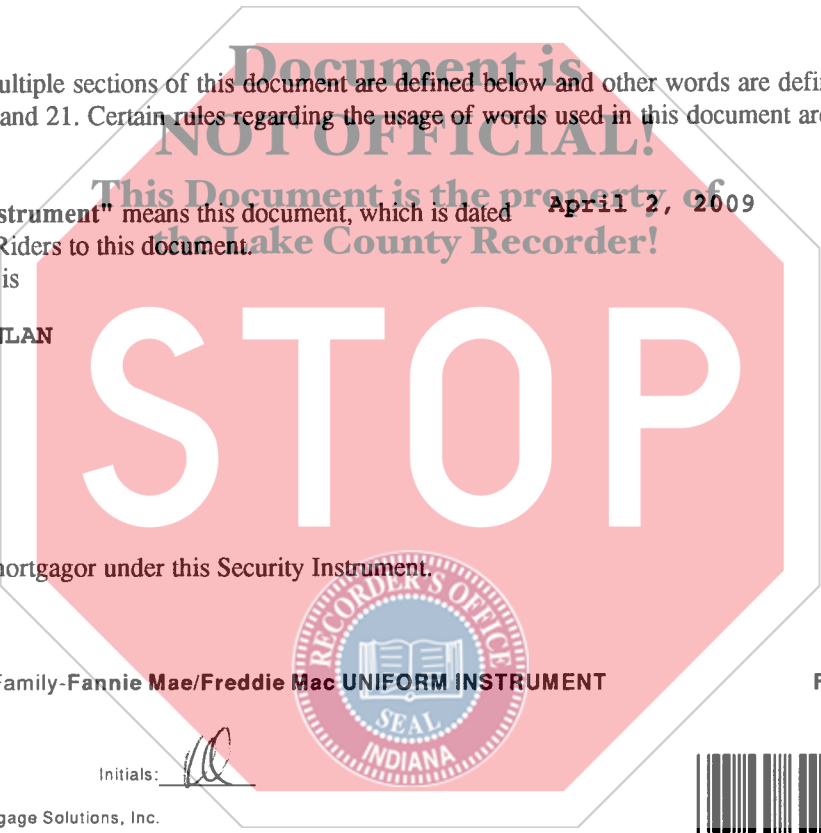 Document is
ultiple sections of this document are defined below and other words are defin
and 21. Certain rules regarding the usage of words used in this document are
NOT OFFICIAL!
This Document is the property of
strument" means this document, which is dated April 2, 2009
the Lake County Recorder!
Riders to this document.
is
NLAN
STOP
nortgagor under this Security Instrument.
RECORDER'S OFFICE
Family-Fannie Mae/Freddie Mac UNIFORM INSTRUMENT
SEAL
INDIANA
Initials:
gage Solutions, Inc.